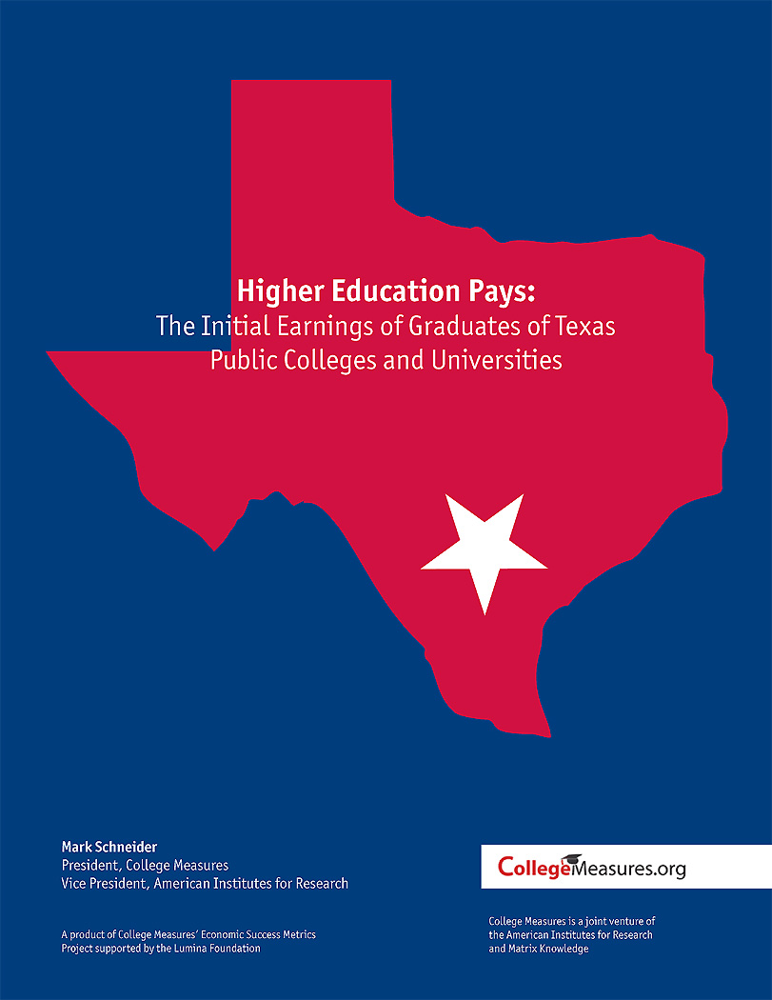 Higher Education Pays:
The Initial Earnings of Graduates of Texas
Public Colleges and Universities
Mark Schneider
President, College Measures
Vice President, American Institutes for Research
A product of College Measures’ Economic Success Metrics
Project supported by the Lumina Foundation
CollegeMeasures.org
College Measures is a joint venture of
the American Institutes for Research
and Matrix Knowledge